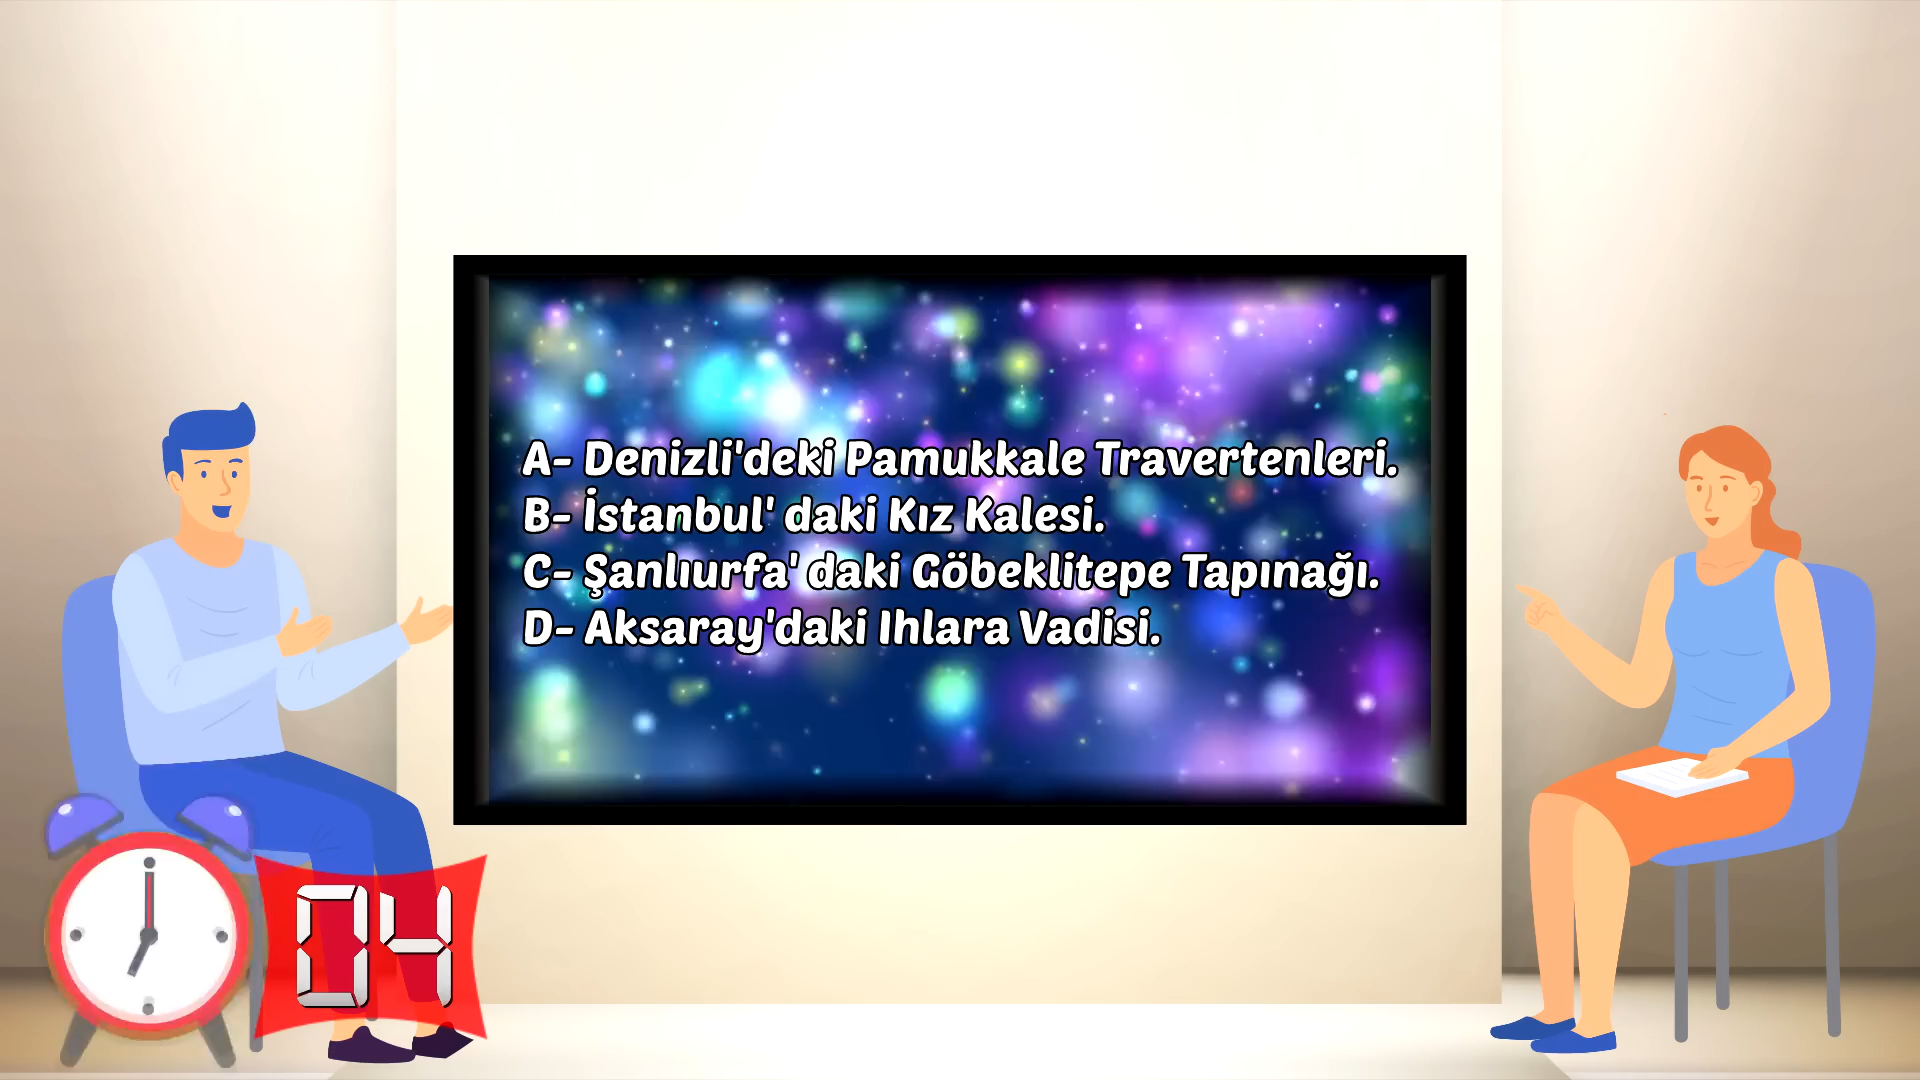 A- Denizli'deki Pamukkale Travertenleri.
B- İstanbul' daki Kız Kalesi.
C- Şanlıurfa' daki Göbeklitepe Tapınağı.
D- Aksaray'daki Ihlara Vadisi.
04